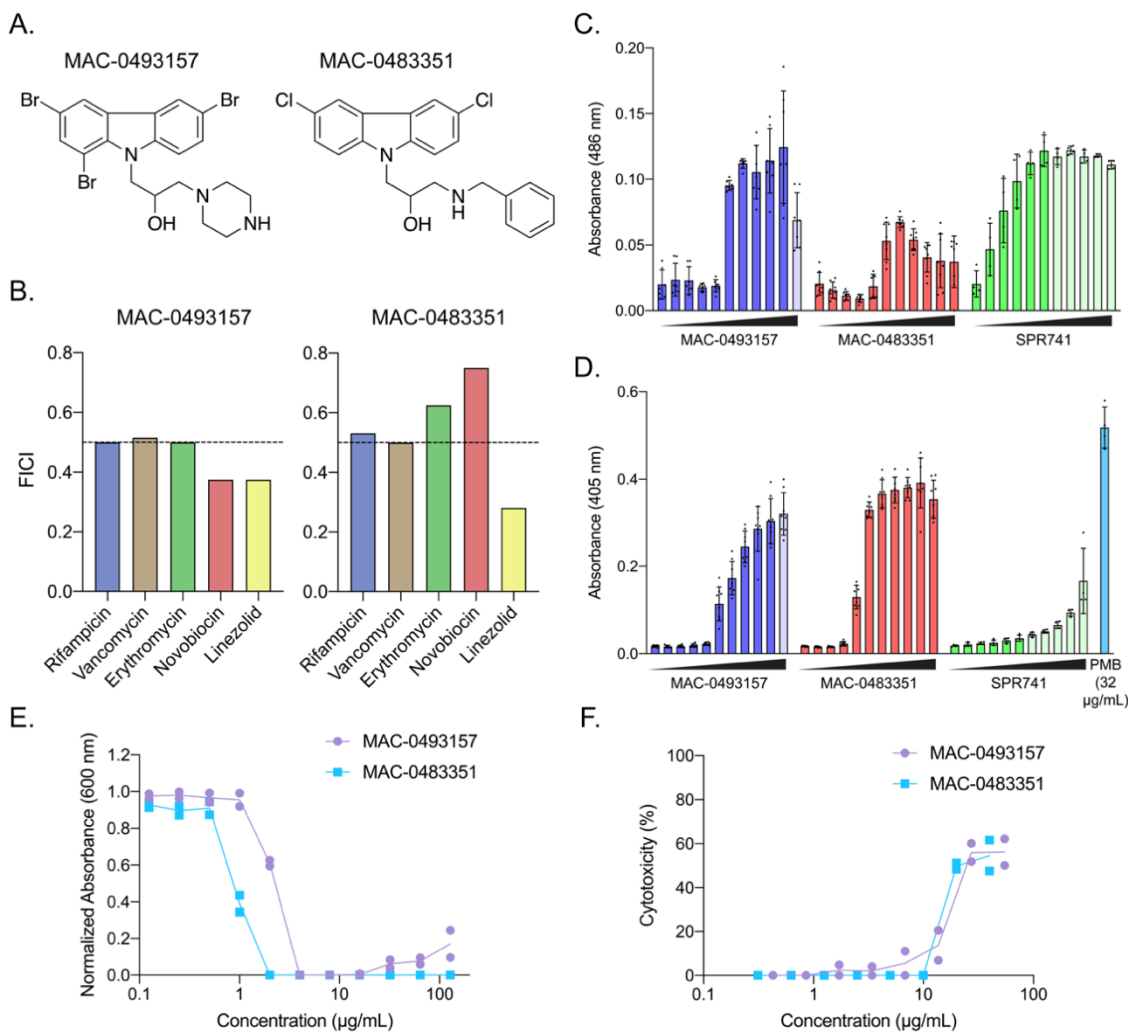 A.
MAC-0493157
MAC-0483351
Br
Br
Br
N
N
OH
NH
Cl
Cl
N
OH
N
H
B.
MAC-0493157
MAC-0483351
FICI
0.8
0.6
0.4
0.2
0.0
Rifampicin
Vancomycin
Erythromycin
Novobiocin
Linezolid
0.8
0.6
0.4
0.2
0.0
Rifampicin
Vancomycin
Erythromycin
Novobiocin
Linezolid
C.
Absorbance (486 nm)
0.20
0.15
0.10
0.05
0.00
MAC-0493157
MAC-0483351
SPR741
D.
Absorbance (405 nm)
0.6
0.4
0.2
0.0
MAC-0493157
MAC-0483351
SPR741
PMB
(32
µg/mL)
E.
MAC-0493157
MAC-0483351
Normalized Absorbance (600 nm)
1.2
1.0
0.8
0.6
0.4
0.2
0.0
0.1
1
10
100
Concentration (µg/mL)
F.
MAC-0493157
MAC-0483351
Cytotoxicity (%)
100
80
60
40
20
0
0.1
1
10
100
Concentration (µg/mL)